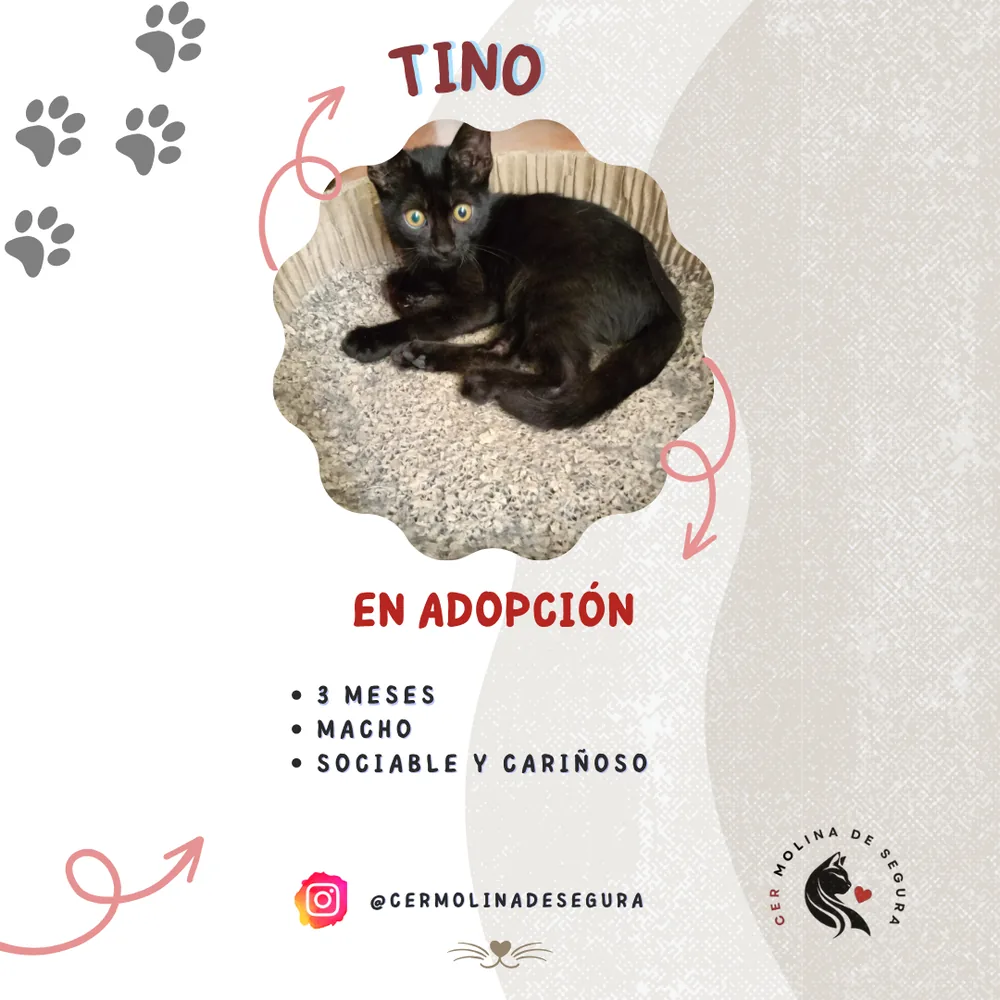 TINO
EN ADOPCIÓN
• 3 MESES
• MACHO
• SOCIABLE Y CARIÑOSO
@CERMOLINADESEGURA
CER MOLINA DE SEGURA